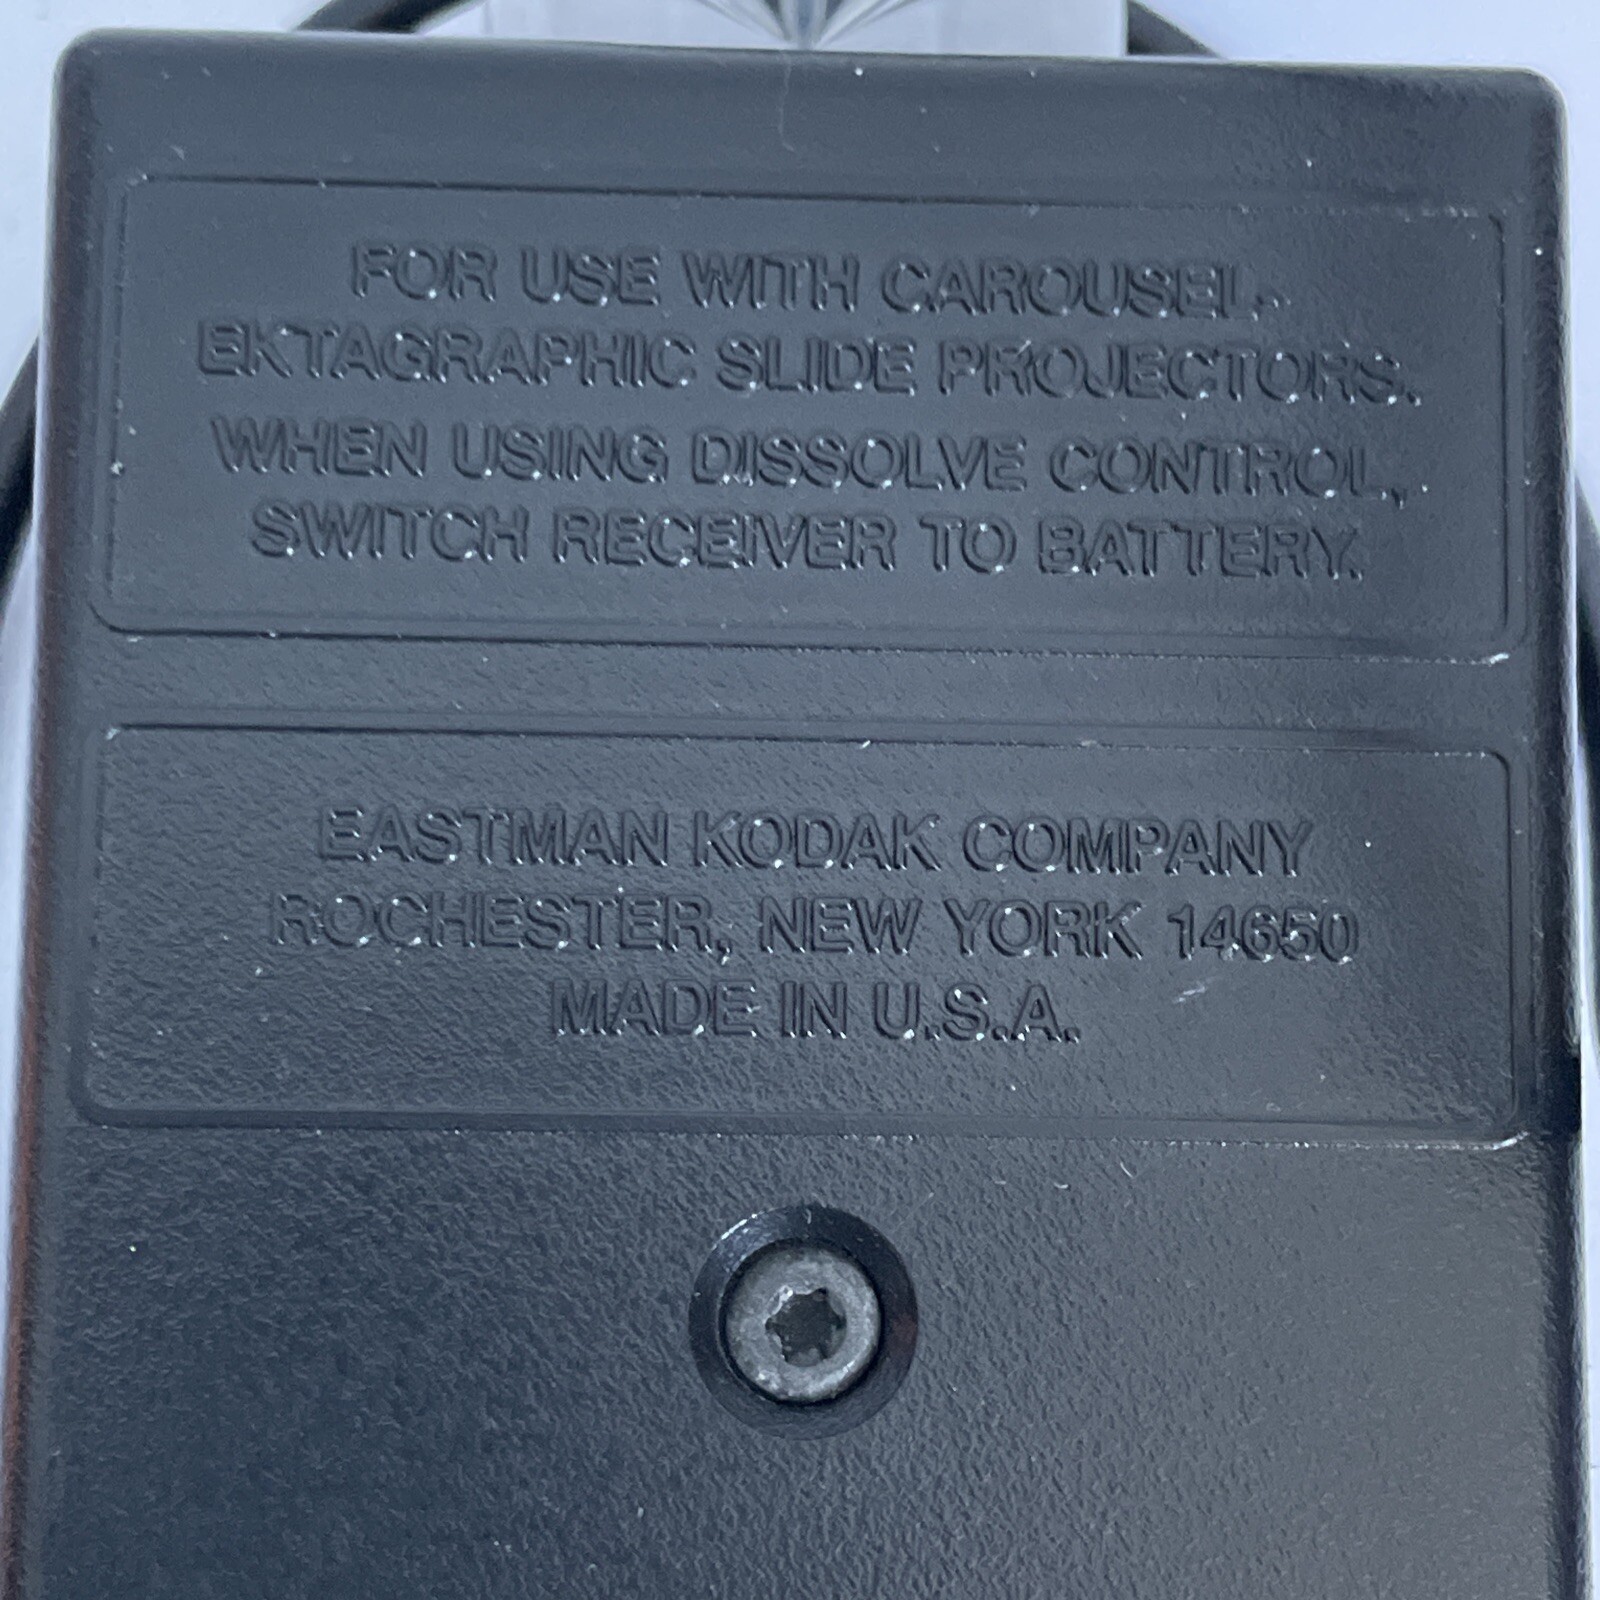 FOR USE WITH CAROUSEL-
EKTAGRAPHIC SLIDE PROJECTORS.
WHEN USING DISSOLVE CONTROL,
SWITCH RECEIVER TO BATTERY.
EASTMAN KODAK COMPANY
ROCHESTER, NEW YORK 14650
MADE IN U.S.A.